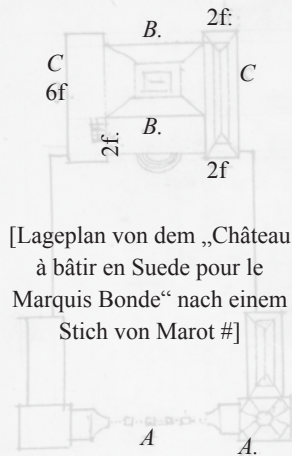 B.
2f:
C
6f
C
B.
2f.
2f
[Lageplan von dem „Château
à bâtir en Suede pour le
Marquis Bonde“ nach einem
Stich von Marot #]
A
A.